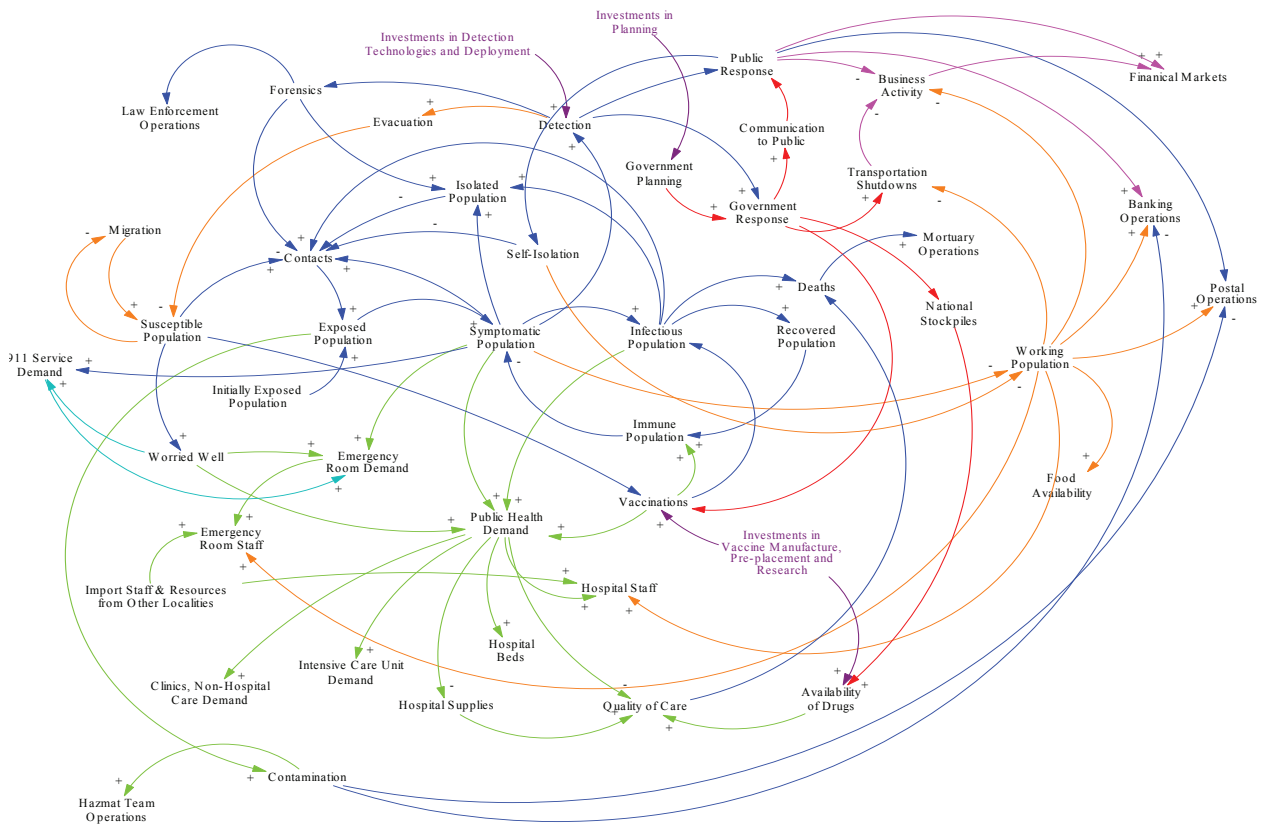 Investments in
Planning
Investments in Detection
Technologies and Deployment
Public
Response
Finanical Markets
Business
Activity
Forensics
Law Enforcement
Operations
Evacuation
Detection
Communication
to Public
Government
Planning
Transportation
Shutdowns
Isolated
Population
Government
Response
Banking
Operations
Migration
Mortuary
Operations
Contacts
Self-Isolation
Deaths
Postal
Operations
National
Stockpiles
Susceptible
Population
Exposed
Population
Symptomatic
Population
Infectious
Population
Recovered
Population
Working
Population
911 Service
Demand
Initially Exposed
Population
Immune
Population
Worried Well
Emergency
Room Demand
Food
Availability
Vaccinations
Public Health
Demand
Emergency
Room Staff
Investments in
Vaccine Manufacture,
Pre-placement and
Research
Import Staff & Resources
from Other Localities
Hospital Staff
Hospital
Beds
Intensive Care Unit
Demand
Clinics, Non-Hospital
Care Demand
Hospital Supplies
Quality of Care
Availability
of Drugs
Contamination
Hazmat Team
Operations